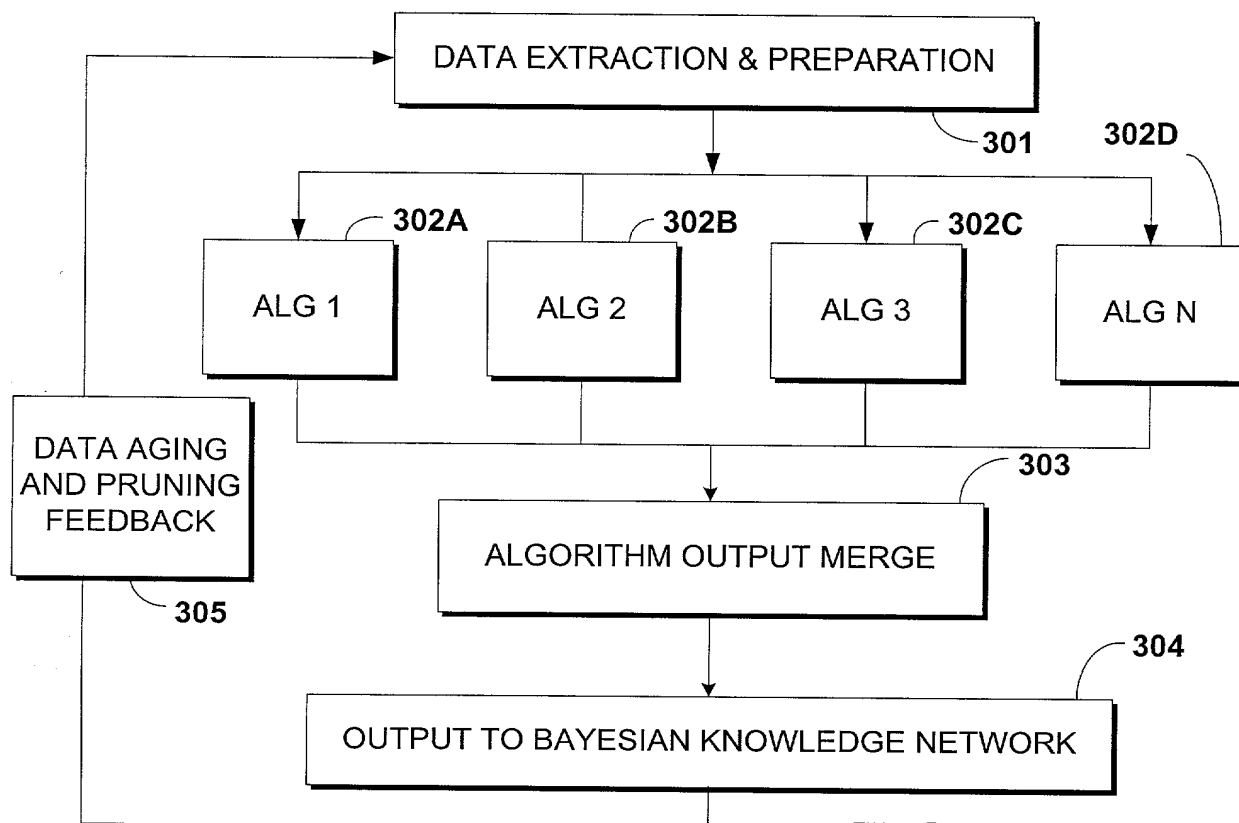 DATA EXTRACTION & PREPARATION
301
302D
302A
302B
302C
ALG 1
ALG 2
ALG 3
ALG N
DATA AGING
AND PRUNING
FEEDBACK
305
303
ALGORITHM OUTPUT MERGE
304
OUTPUT TO BAYESIAN KNOWLEDGE NETWORK